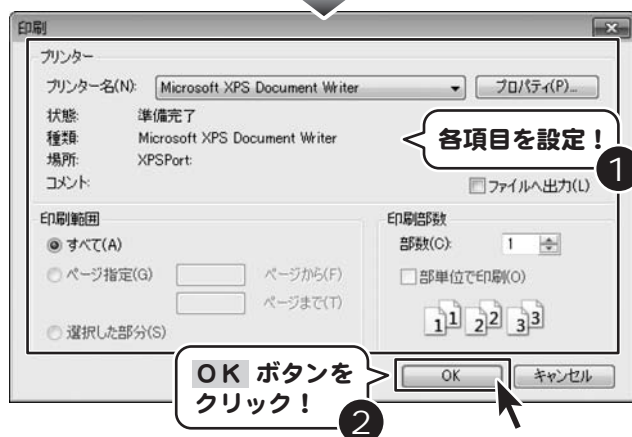 印刷
プリンター
プリンター名(N): Microsoft XPS Document Writer プロパティ(P)...
状態: 準備完了
種類: Microsoft XPS Document Writer
場所: XPSPort:
コメント:
ファイルへ出力(L)
各項目を設定!
1
印刷範囲
すべて(A)
ページ指定(G) ページから(F)
ページまで(T)
選択した部分(S)
印刷部数
部数(C): 1
部単位で印刷(O)
1 1 2 2 3 3
OK ボタンを
クリック!
2
OK キャンセル